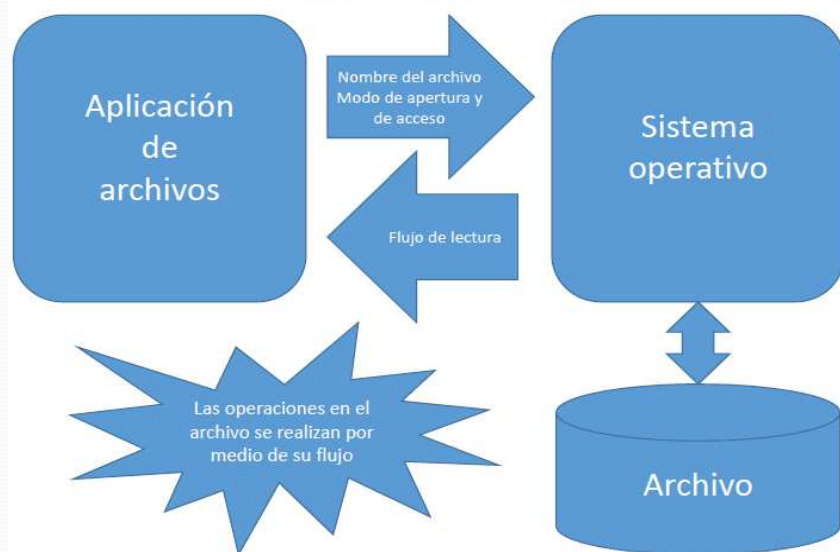 Aplicación
de
archivos
Nombre del archivo
Modo de apertura y
de acceso
Sistema
operativo
Flujo de lectura
Las operaciones en el
archivo se realizan por
medio de su flujo
Archivo